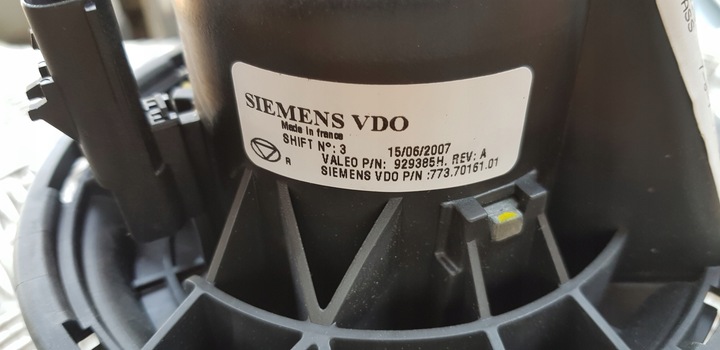 SIEMENS VDO
Made in france
SHIFT N°: 3 15/06/2007
R VALEO P/N: 929385H. REV: A
SIEMENS VDO P/N :773.70161.01